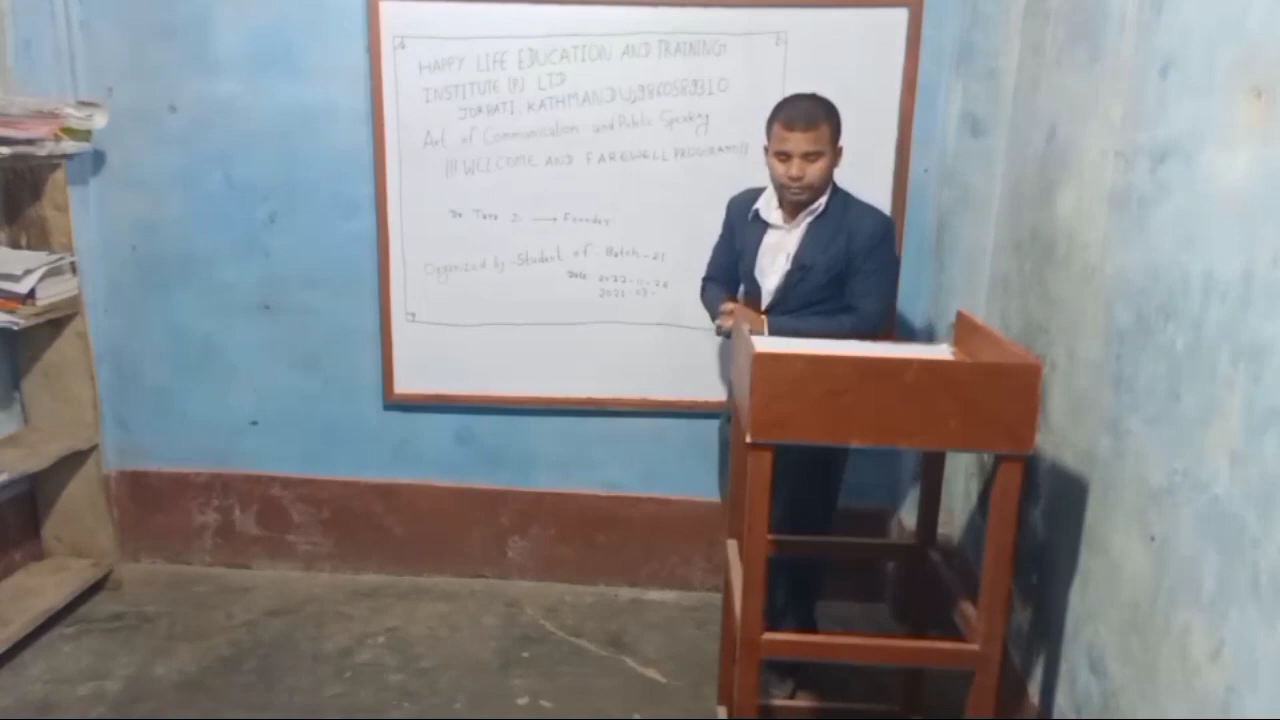 HAPPY LIFE EDUCATION AND TRAINING
INSTITUTE (P) LTD
JORPATI, KATHMANDU, 9860589310
Art of Communication and Public Speaking
!!! WELCOME AND FAREWELL PROGRAM !!!
→ Founder
Organized by :- Student of Batch - 21
Date